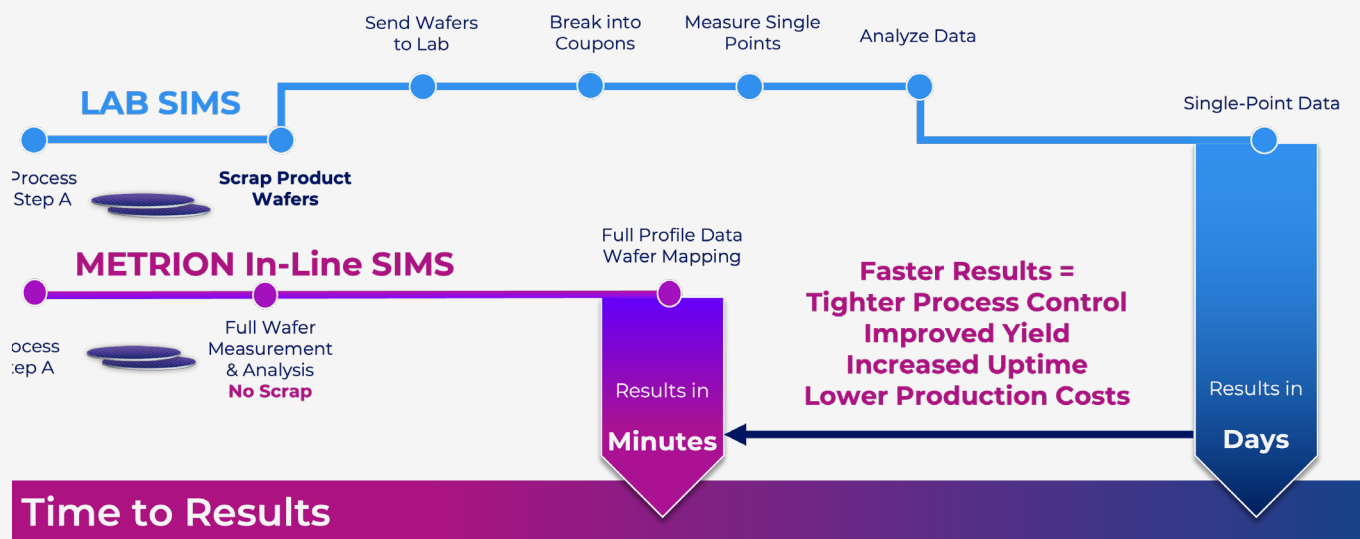 Send Wafers
to Lab
Break into
Coupons
Measure Single
Points
Analyze Data
LAB SIMS
Single-Point Data
Process
Step A
Scrap Product
Wafers
METRION In-Line SIMS
Full Profile Data
Wafer Mapping
ocess
ep A
Full Wafer
Measurement
& Analysis
No Scrap
Faster Results =
Tighter Process Control
Improved Yield
Increased Uptime
Lower Production Costs
Results in
Minutes
Results in
Days
Time to Results